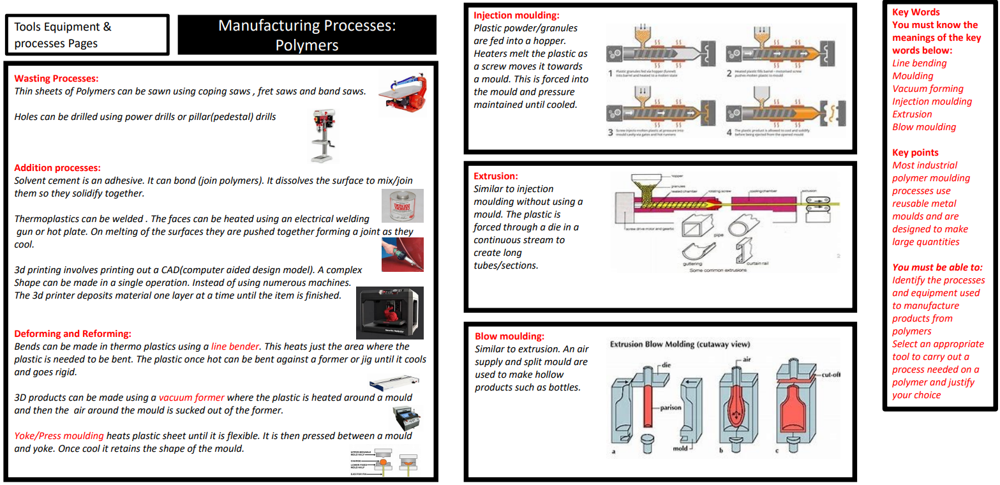 Tools Equipment &
processes Pages
Manufacturing Processes:
Polymers
Wasting Processes:
Thin sheets of Polymers can be sawn using coping saws , fret saws and band saws.
Holes can be drilled using power drills or pillar(pedestal) drills
Addition processes:
Solvent cement is an adhesive. It can bond (join polymers). It dissolves the surface to mix/join
them so they solidify together.
Thermoplastics can be welded . The faces can be heated using an electrical welding
gun or hot plate. On melting of the surfaces they are pushed together forming a joint as they
cool.
3d printing involves printing out a CAD(computer aided design model). A complex
Shape can be made in a single operation. Instead of using numerous machines.
The 3d printer deposits material one layer at a time until the item is finished.
Deforming and Reforming:
Bends can be made in thermo plastics using a line bender. This heats just the area where the
plastic is needed to be bent. The plastic once hot can be bent against a former or jig until it cools
and goes rigid.
3D products can be made using a vacuum former where the plastic is heated around a mould
and then the air around the mould is sucked out of the former.
Yoke/Press moulding heats plastic sheet until it is flexible. It is then pressed between a mould
and yoke. Once cool it retains the shape of the mould.
UPPER MOVABLE
MOLD HALF
CHARGE
LOWER FIXED
MOLD HALF
EJECTOR PIN
Injection moulding:
Plastic powder/granules
are fed into a hopper.
Heaters melt the plastic as
a screw moves it towards
a mould. This is forced into
the mould and pressure
maintained until cooled.
1 Plastic granules fed via hopper (funnel)
into barrel and heated to a molten state
2 Heated plastic fills barrel – motorised screw
pushes molten plastic to mould
3 Screw injects molten plastic at pressure into
mould cavity via gates and hot runners
4 The plastic product is allowed to cool and solidify
before being ejected from the opened mould
Extrusion:
Similar to injection
moulding without using a
mould. The plastic is
forced through a die in a
continuous stream to
create long
tubes/sections.
hopper
granules
heated chamber
rotating screw
cooling chamber
extrusion
screw drive motor and gearbox
pipe
guttering
curtain rail
Some common extrusions
2
Blow moulding:
Similar to extrusion. An air
supply and split mould are
used to make hollow
products such as bottles.
Extrusion Blow Molding (cutaway view)
die
air
cut-off
parison
mold
a
b
c
Key Words
You must know the
meanings of the key
words below:
Line bending
Moulding
Vacuum forming
Injection moulding
Extrusion
Blow moulding
Key points
Most industrial
polymer moulding
processes use
reusable metal
moulds and are
designed to make
large quantities
You must be able to:
Identify the processes
and equipment used
to manufacture
products from
polymers
Select an appropriate
tool to carry out a
process needed on a
polymer and justify
your choice